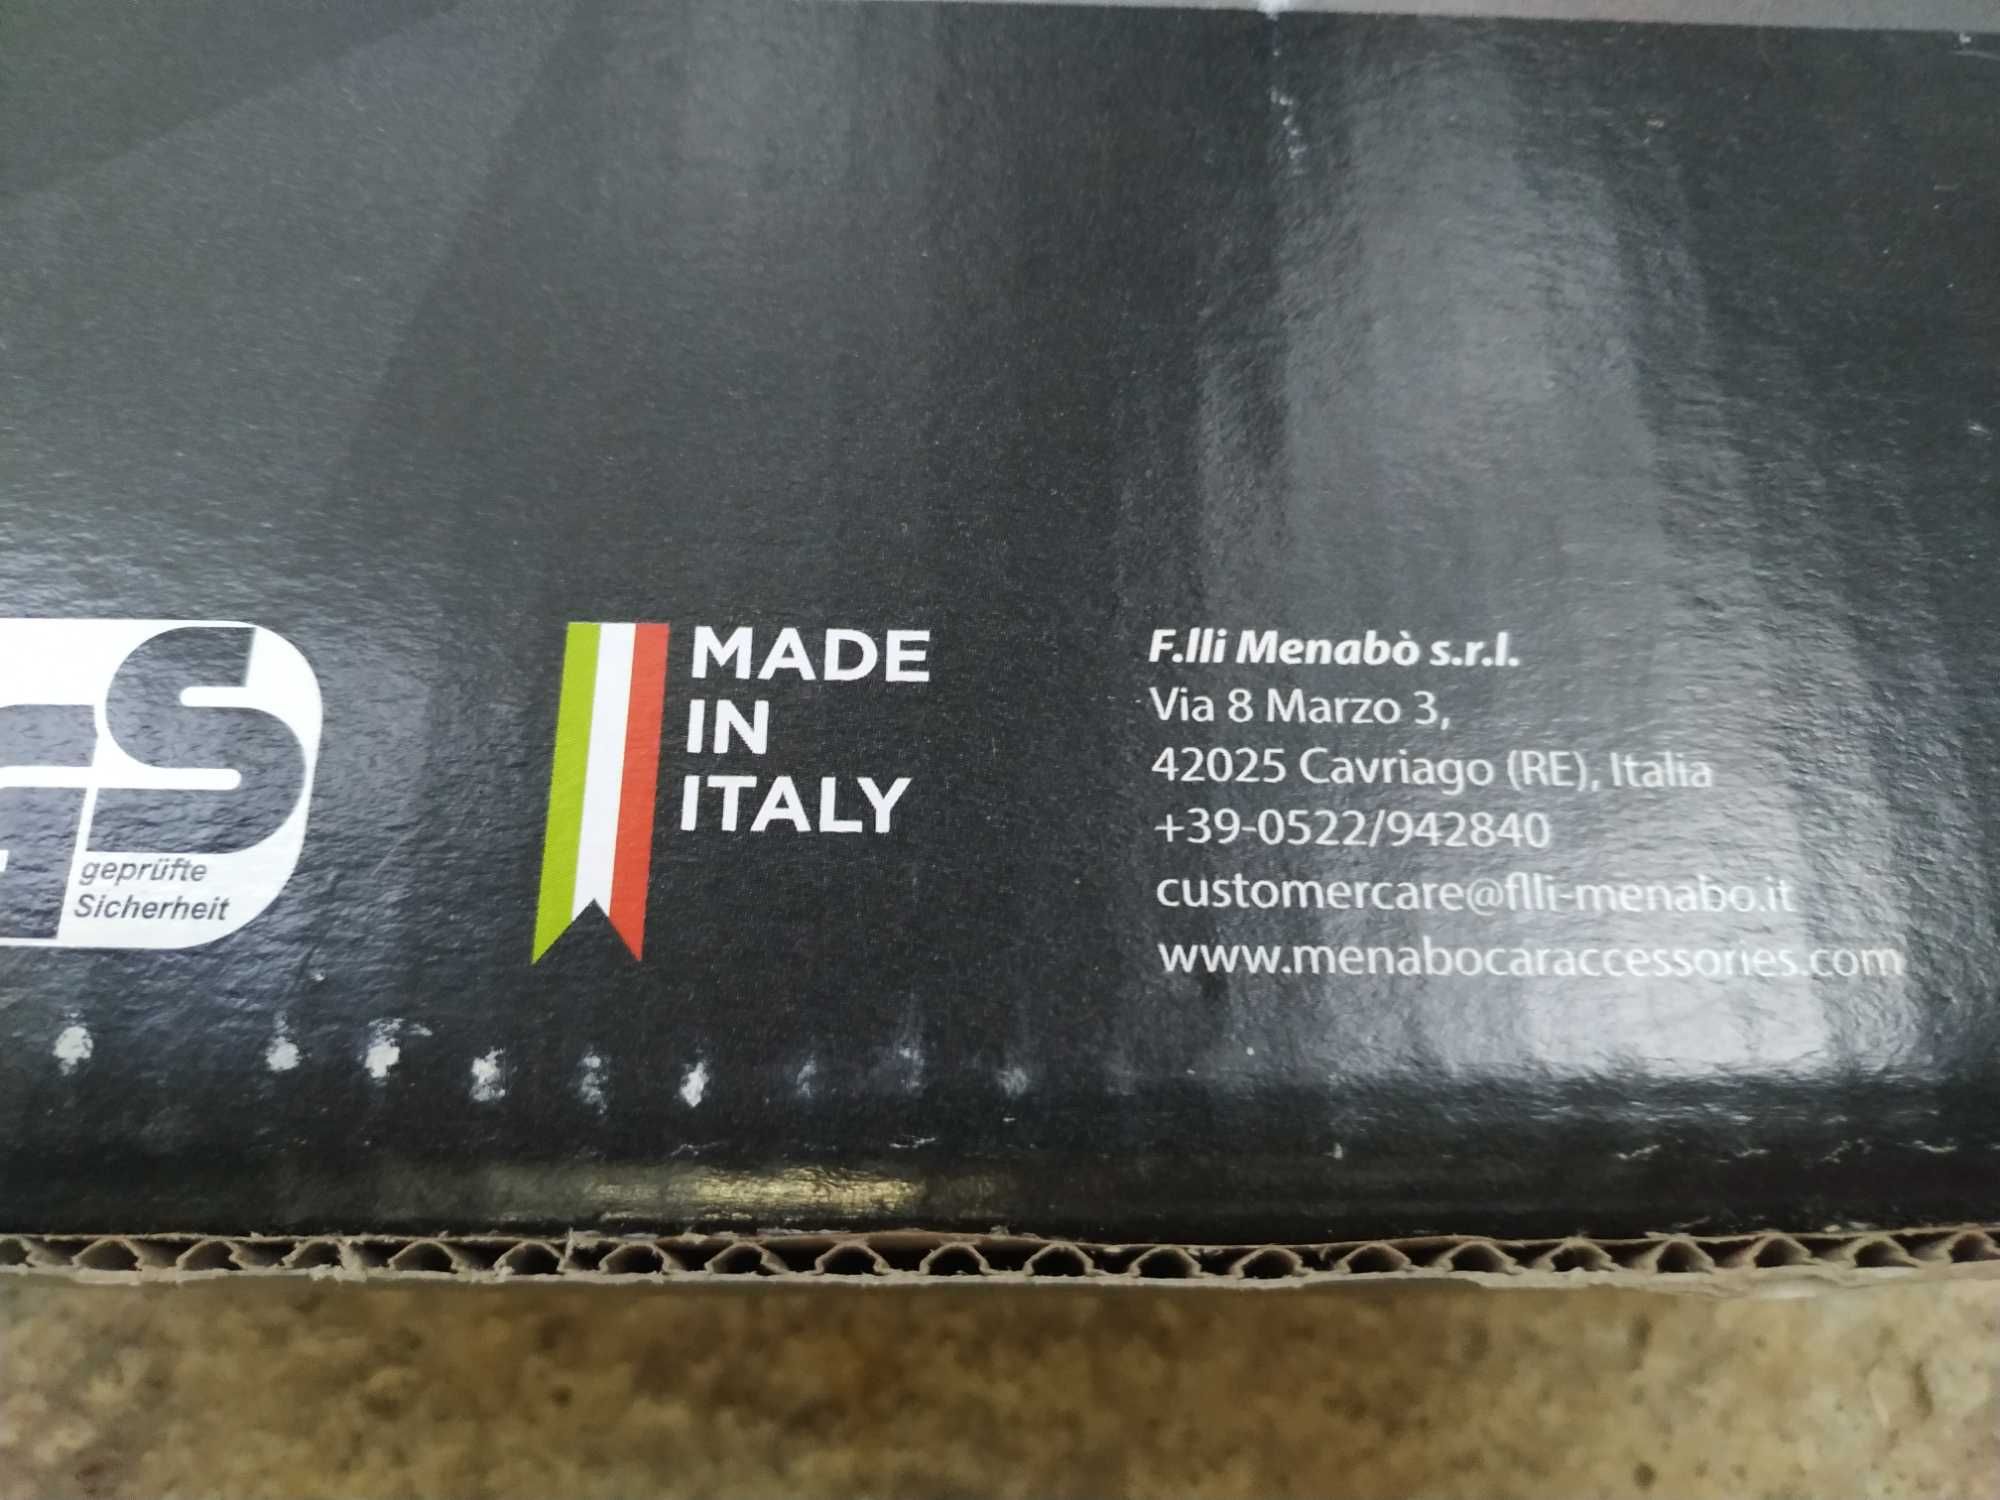 GS
geprüfte
Sicherheit
MADE
IN
ITALY
F.lli Menabò s.r.l.
Via 8 Marzo 3,
42025 Cavriago (RE), Italia
+39-0522/942840
customercare@flli-menabo.it
www.menabocaraccessories.com